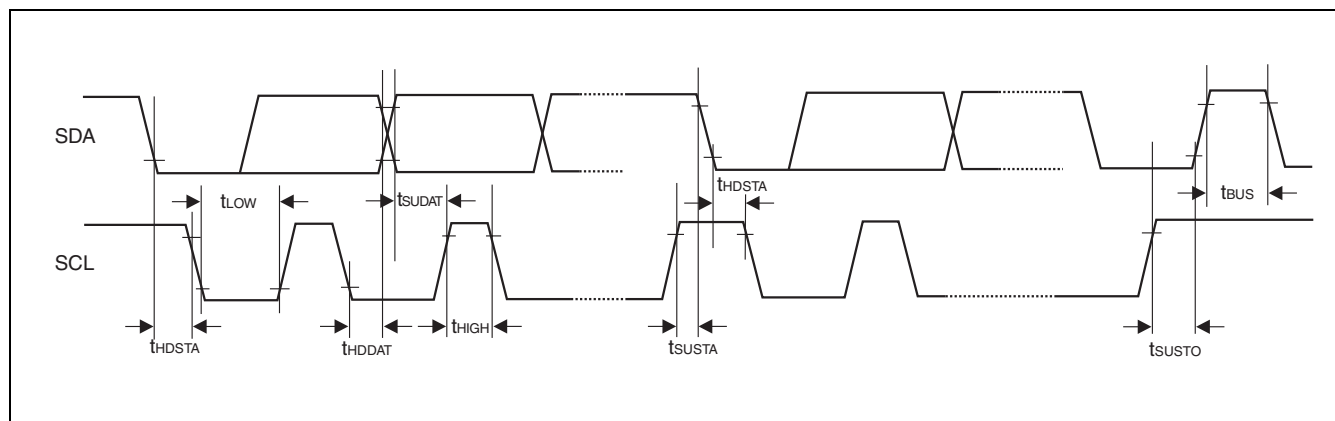 SDA
tHDSTA
tBUS
tLOW
tSUDAT
SCL
tHDSTA
tHDDAT
tHIGH
tSUSTA
tSUSTO